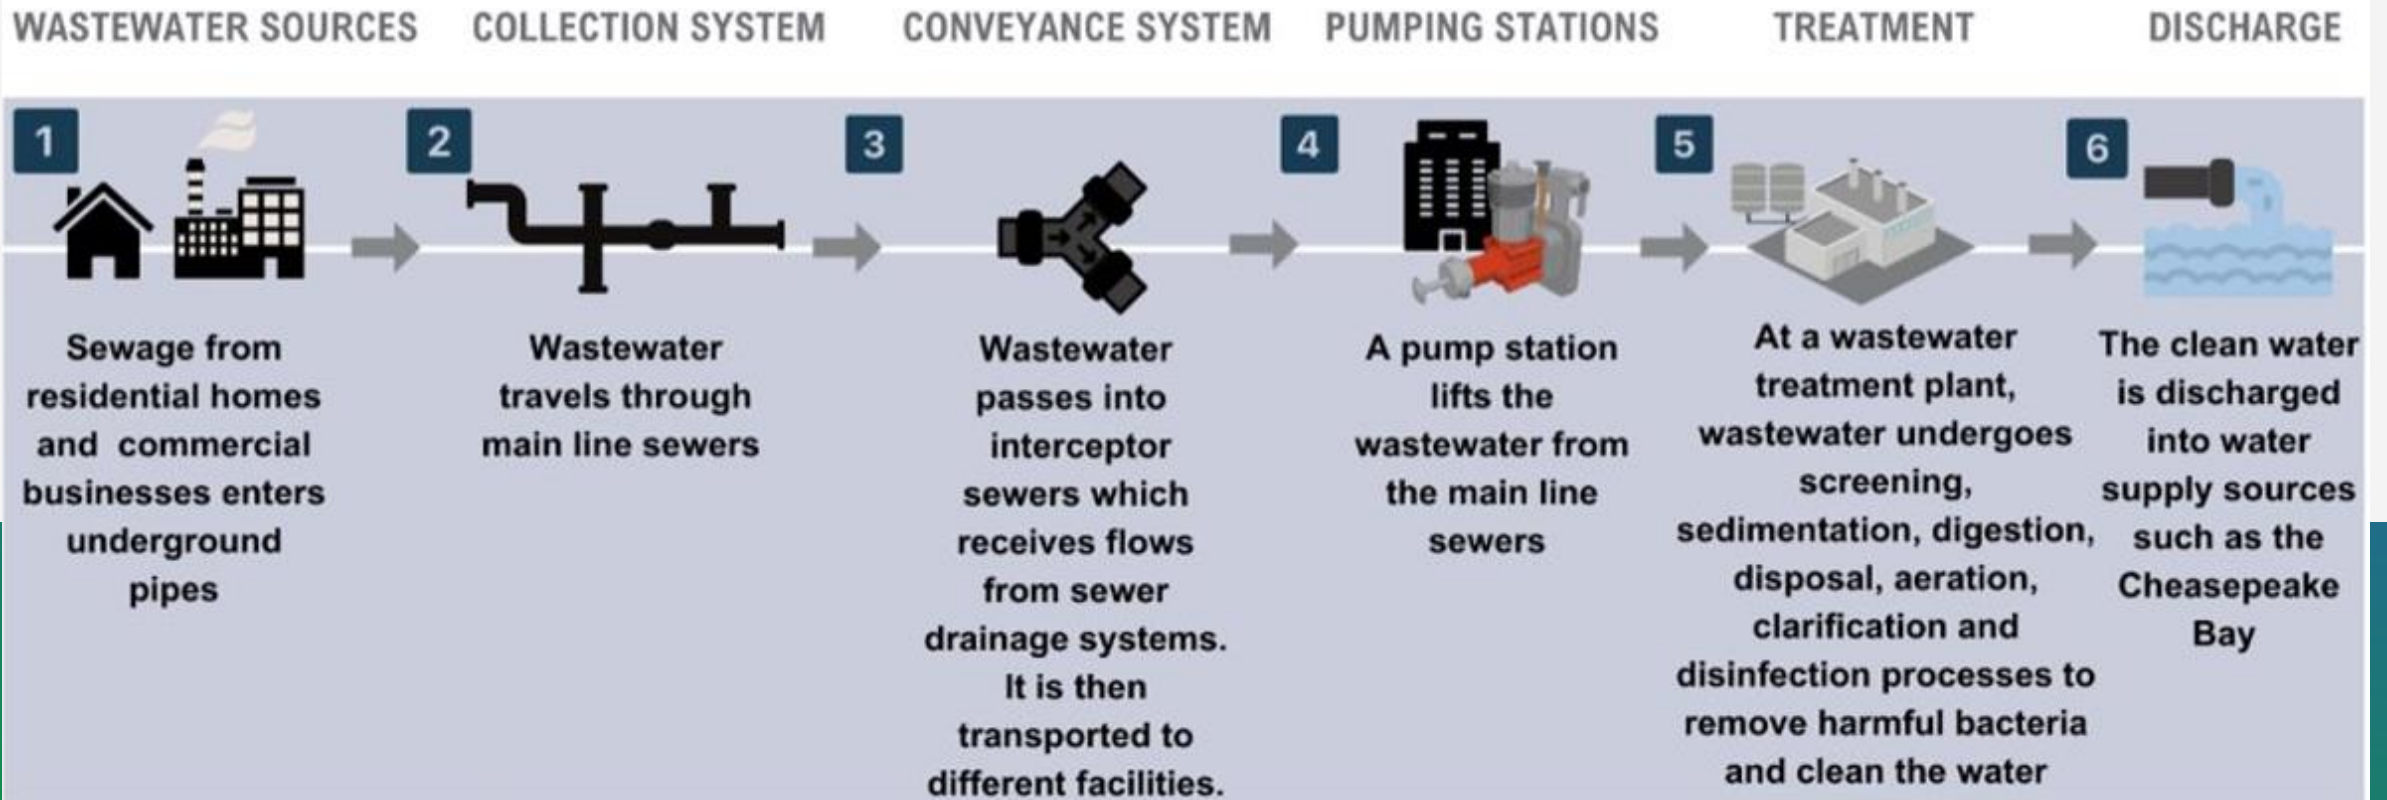 WASTEWATER SOURCES
COLLECTION SYSTEM
CONVEYANCE SYSTEM
PUMPING STATIONS
TREATMENT
DISCHARGE
1
Sewage from
residential homes
and commercial
businesses enters
underground
pipes
2
Wastewater
travels through
main line sewers
3
Wastewater
passes into
interceptor
sewers which
receives flows
from sewer
drainage systems.
It is then
transported to
different facilities.
4
A pump station
lifts the
wastewater from
the main line
sewers
5
At a wastewater
treatment plant,
wastewater undergoes
screening,
sedimentation, digestion,
disposal, aeration,
clarification and
disinfection processes to
remove harmful bacteria
and clean the water
6
The clean water
is discharged
into water
supply sources
such as the
Cheasepeake
Bay